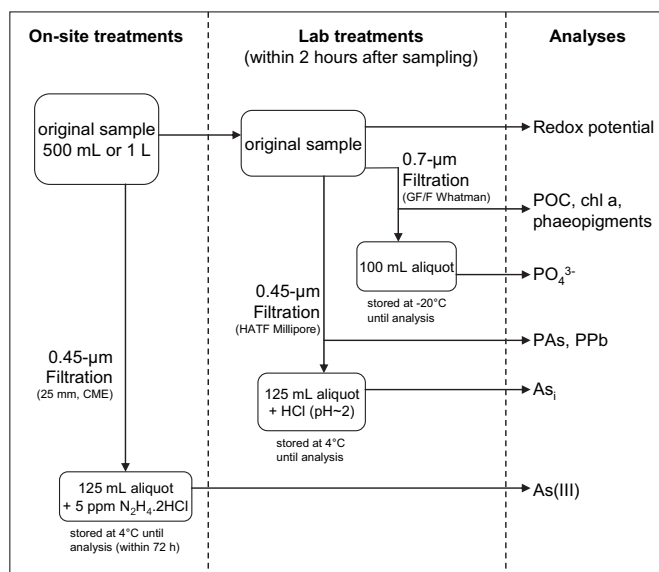 On-site treatments
Lab treatments
(within 2 hours after sampling)
Analyses
original sample
500 mL or 1 L
original sample
Redox potential
0.7-µm
Filtration
(GF/F Whatman)
POC, chl a,
phaeopigments
100 mL aliquot
PO₄³⁻
stored at -20°C
until analysis
0.45-µm
Filtration
(HATF Millipore)
PAs, PPb
0.45-µm
Filtration
(25 mm, CME)
125 mL aliquot
+ HCl (pH~2)
Asᵢ
stored at 4°C
until analysis
125 mL aliquot
+ 5 ppm N₂H₄.2HCl
As(III)
stored at 4°C until
analysis (within 72 h)